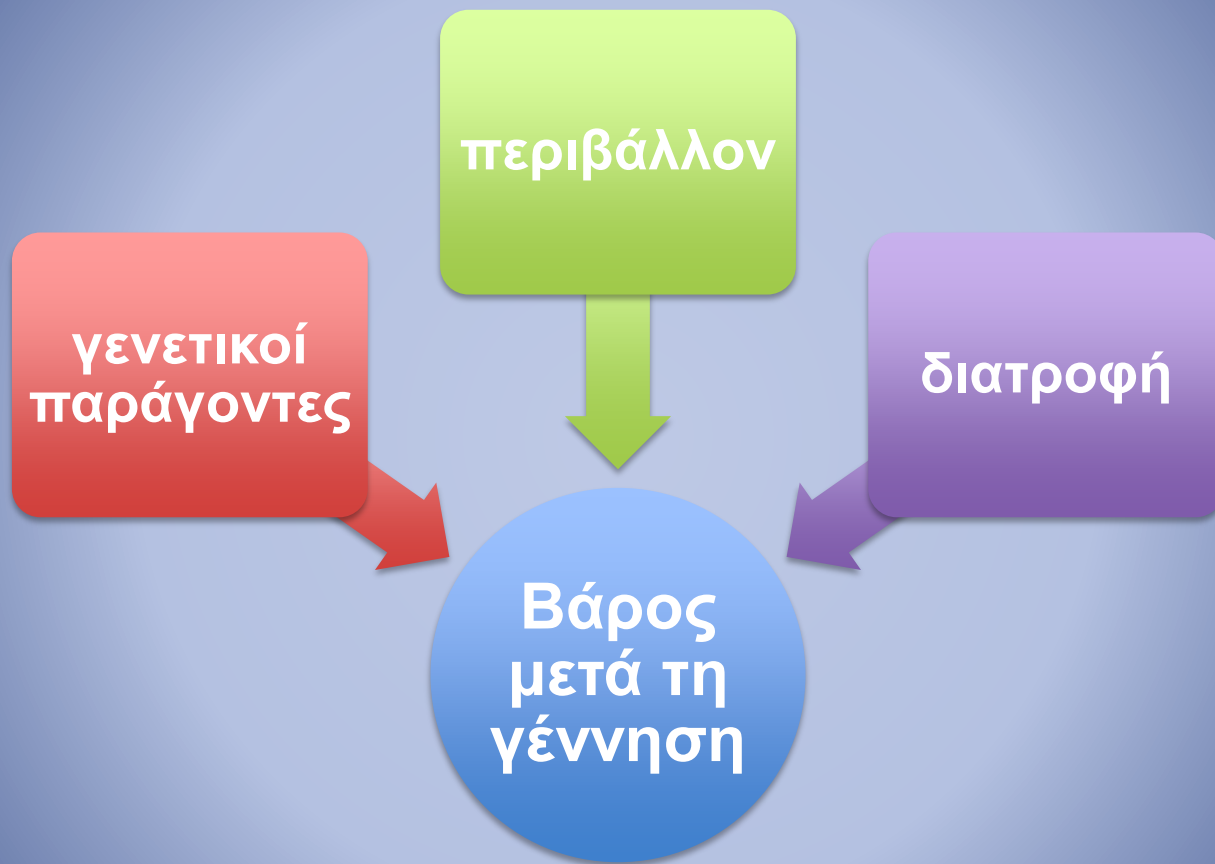 περιβάλλον
γενετικοί
παράγοντες
διατροφή
Βάρος
μετά τη
γέννηση